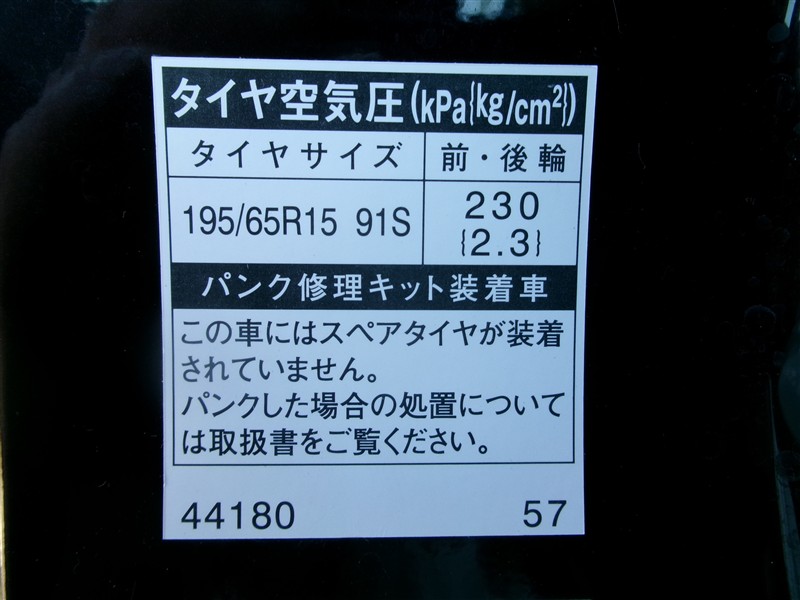 タイヤ空気圧(kPa{kg/cm²})
タイヤサイズ 前・後輪
195/65R15 91S 230
{2.3}
パンク修理キット装着車
この車にはスペアタイヤが装着
されていません。
パンクした場合の処置について
は取扱書をご覧ください。
44180 57